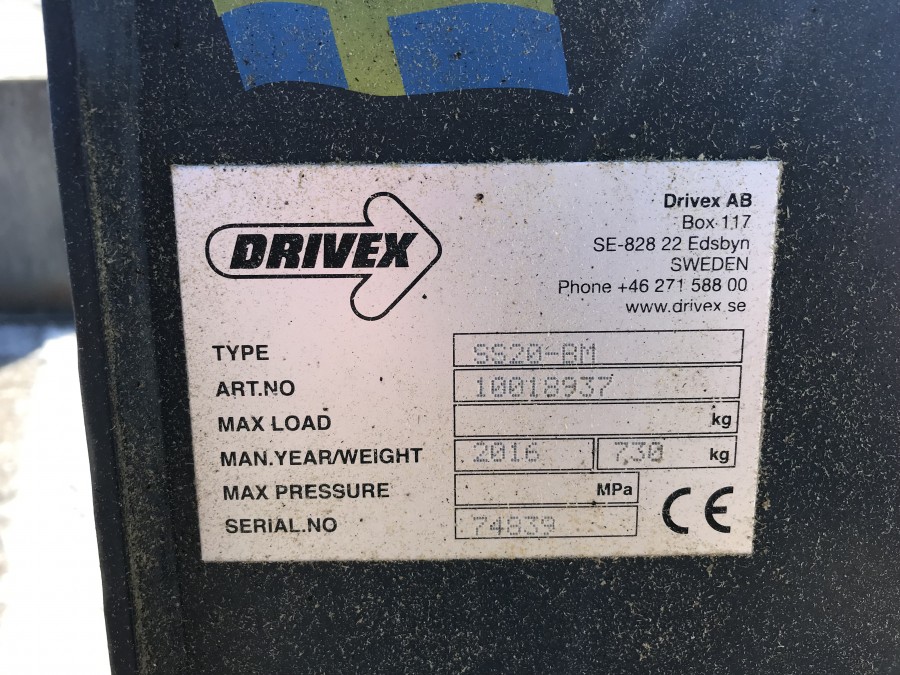 DRIVEX
Drivex AB
Box 117
SE-828 22 Edsbyn
SWEDEN
Phone +46 271 588 00
www.drivex.se
TYPE SS20-BM
ART.NO 10018937
MAX LOAD kg
MAN.YEAR/WEIGHT 2016 730 kg
MAX PRESSURE MPa
SERIAL.NO 74839
CE